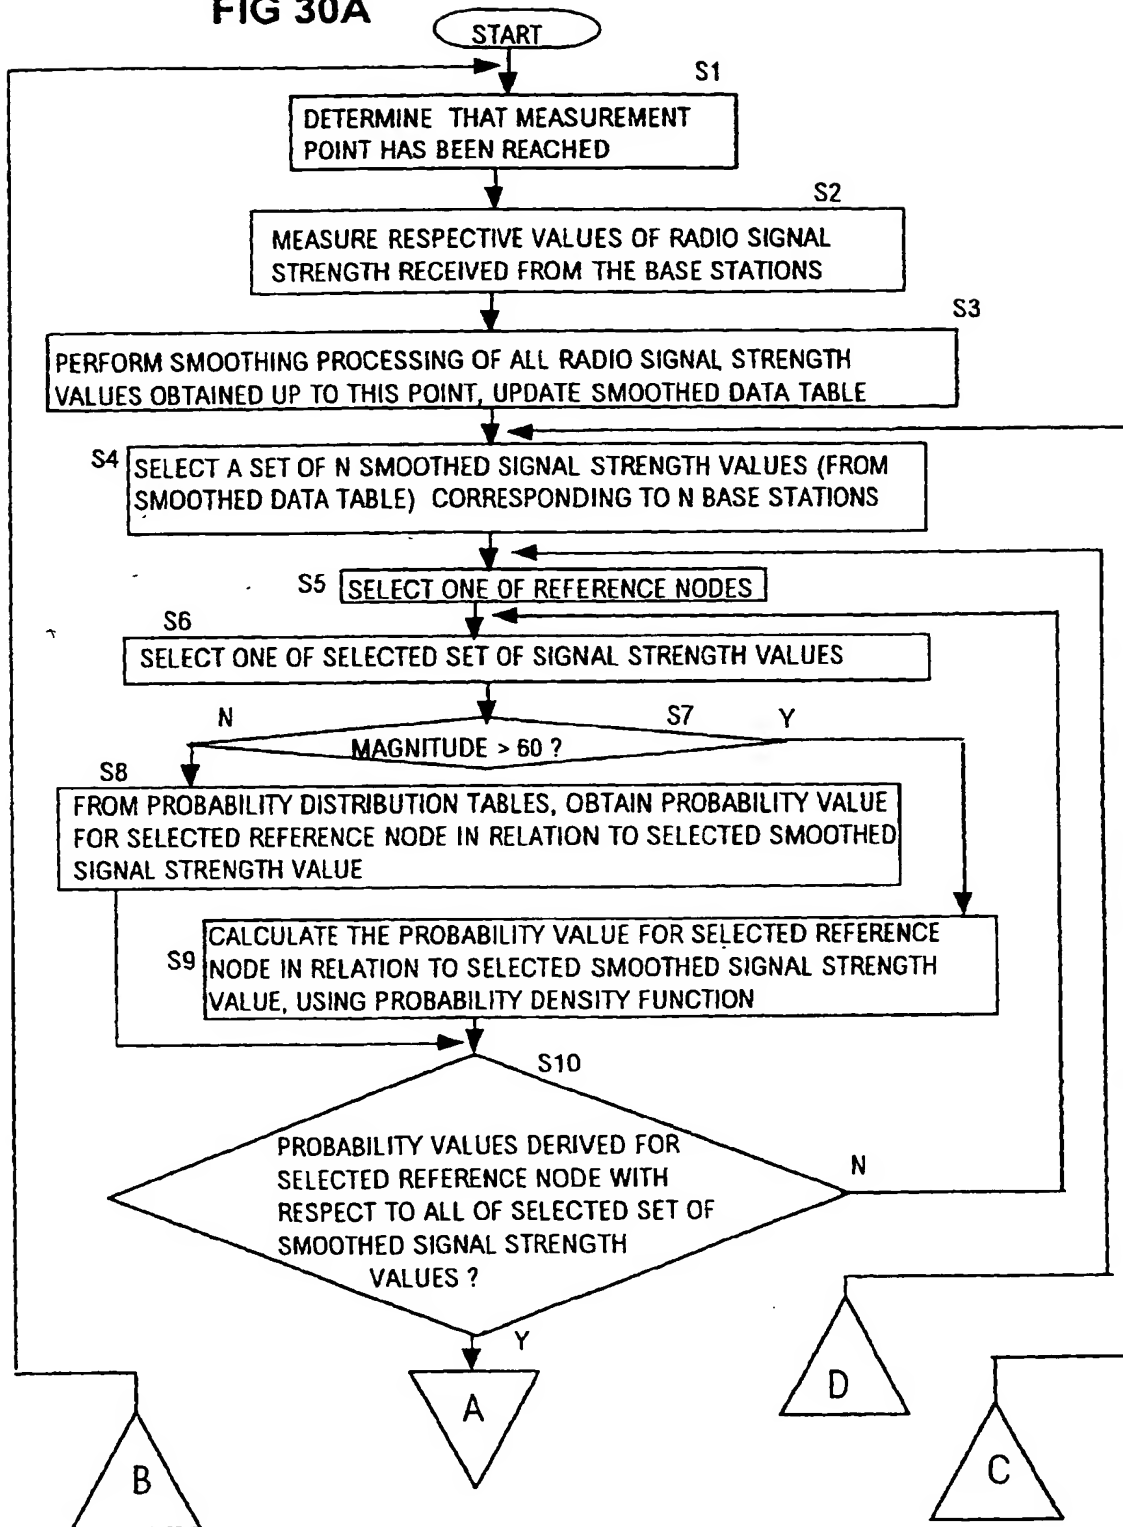 FIG 30A
START
S1
DETERMINE THAT MEASUREMENT
POINT HAS BEEN REACHED
S2
MEASURE RESPECTIVE VALUES OF RADIO SIGNAL
STRENGTH RECEIVED FROM THE BASE STATIONS
S3
PERFORM SMOOTHING PROCESSING OF ALL RADIO SIGNAL STRENGTH
VALUES OBTAINED UP TO THIS POINT, UPDATE SMOOTHED DATA TABLE
S4
SELECT A SET OF N SMOOTHED SIGNAL STRENGTH VALUES (FROM
SMOOTHED DATA TABLE) CORRESPONDING TO N BASE STATIONS
S5
SELECT ONE OF REFERENCE NODES
S6
SELECT ONE OF SELECTED SET OF SIGNAL STRENGTH VALUES
N
S7
Y
MAGNITUDE > 60 ?
S8
FROM PROBABILITY DISTRIBUTION TABLES, OBTAIN PROBABILITY VALUE
FOR SELECTED REFERENCE NODE IN RELATION TO SELECTED SMOOTHED
SIGNAL STRENGTH VALUE
S9
CALCULATE THE PROBABILITY VALUE FOR SELECTED REFERENCE
NODE IN RELATION TO SELECTED SMOOTHED SIGNAL STRENGTH
VALUE, USING PROBABILITY DENSITY FUNCTION
S10
PROBABILITY VALUES DERIVED FOR
SELECTED REFERENCE NODE WITH
RESPECT TO ALL OF SELECTED SET OF
SMOOTHED SIGNAL STRENGTH
VALUES ?
N
Y
A
D
B
C